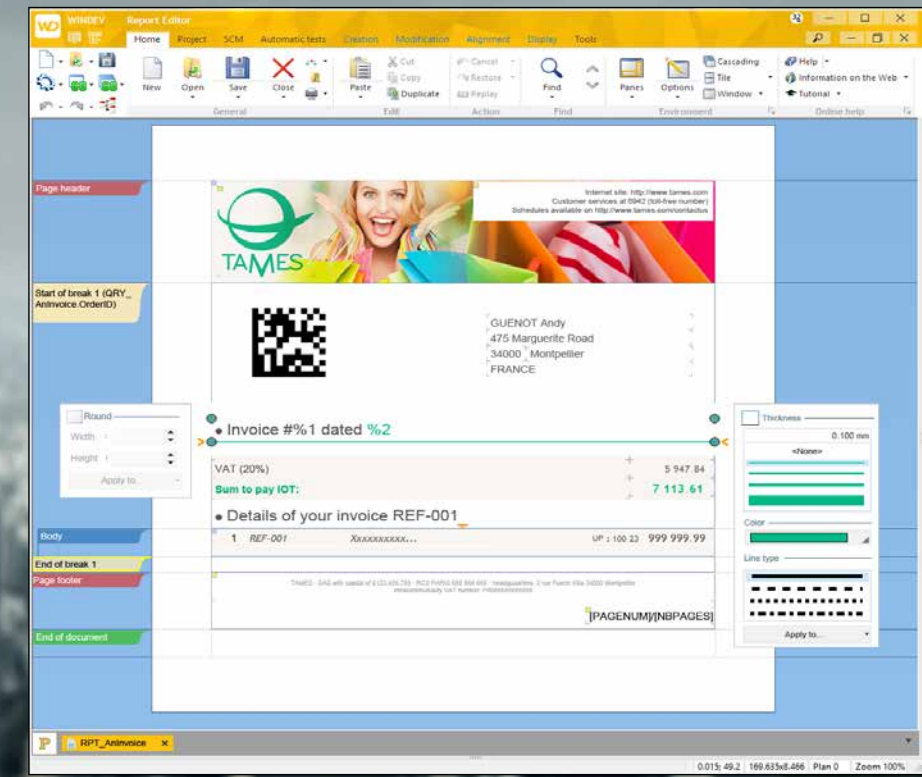 WD WINDEV Report Editor
Home Project SCM Automatic tests Creation Modification Alignment Display Tools
New Open Save Close Paste Cut Copy Duplicate Cancel Restore Replay Find Panes Options Cascading Tile Window Help Information on the Web Tutorial
General Edit Action Find Environment Online help
Page header
Internet site: http://www.tames.com
Customer services at 6942 (toll-free number)
Schedules available on http://www.tames.com/contactus
TAMES
Start of break 1 (QRY_
AnInvoice.OrderID)
GUENOT Andy
475 Marguerite Road
34000 Montpellier
FRANCE
Round
Width :
Height :
Apply to...
• Invoice #%1 dated %2
VAT (20%) 5 947.84
Sum to pay IOT: 7 113.61
• Details of your invoice REF-001
Thickness
0.100 mm
<None>
Color
Line type
Apply to...
Body
1 REF-001 Xxxxxxxxxx... UP : 100.23 999 999.99
End of break 1
Page footer
[PAGENUM]/[NBPAGES]
End of document
P RPT_AnInvoice x
0.015; 49.2 169.635x8.466 Plan 0 Zoom 100%